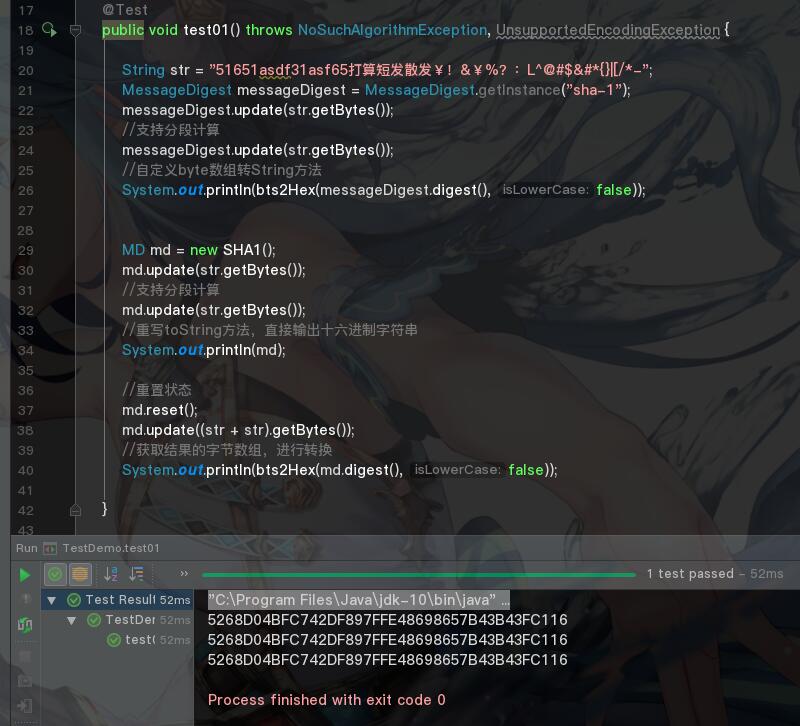 17 @Test
18 public void test01() throws NoSuchAlgorithmException, UnsupportedEncodingException {
19
20 String str = "51651asdf31asf65打算短发散发￥！&￥%？：L^@#$&#*{}|[/*-";
21 MessageDigest messageDigest = MessageDigest.getInstance("sha-1");
22 messageDigest.update(str.getBytes());
23 //支持分段计算
24 messageDigest.update(str.getBytes());
25 //自定义byte数组转String方法
26 System.out.println(bts2Hex(messageDigest.digest(), isLowerCase: false));
27
28
29 MD md = new SHA1();
30 md.update(str.getBytes());
31 //支持分段计算
32 md.update(str.getBytes());
33 //重写toString方法，直接输出十六进制字符串
34 System.out.println(md);
35
36 //重置状态
37 md.reset();
38 md.update((str + str).getBytes());
39 //获取结果的字节数组，进行转换
40 System.out.println(bts2Hex(md.digest(), isLowerCase: false));
41
42 }
43
Run TestDemo.test01
1 test passed – 52ms
Test Result 52ms
"C:\Program Files\Java\jdk-10\bin\java" ...
TestDer 52ms
5268D04BFC742DF897FFE48698657B43B43FC116
test( 52ms
5268D04BFC742DF897FFE48698657B43B43FC116
5268D04BFC742DF897FFE48698657B43B43FC116
Process finished with exit code 0